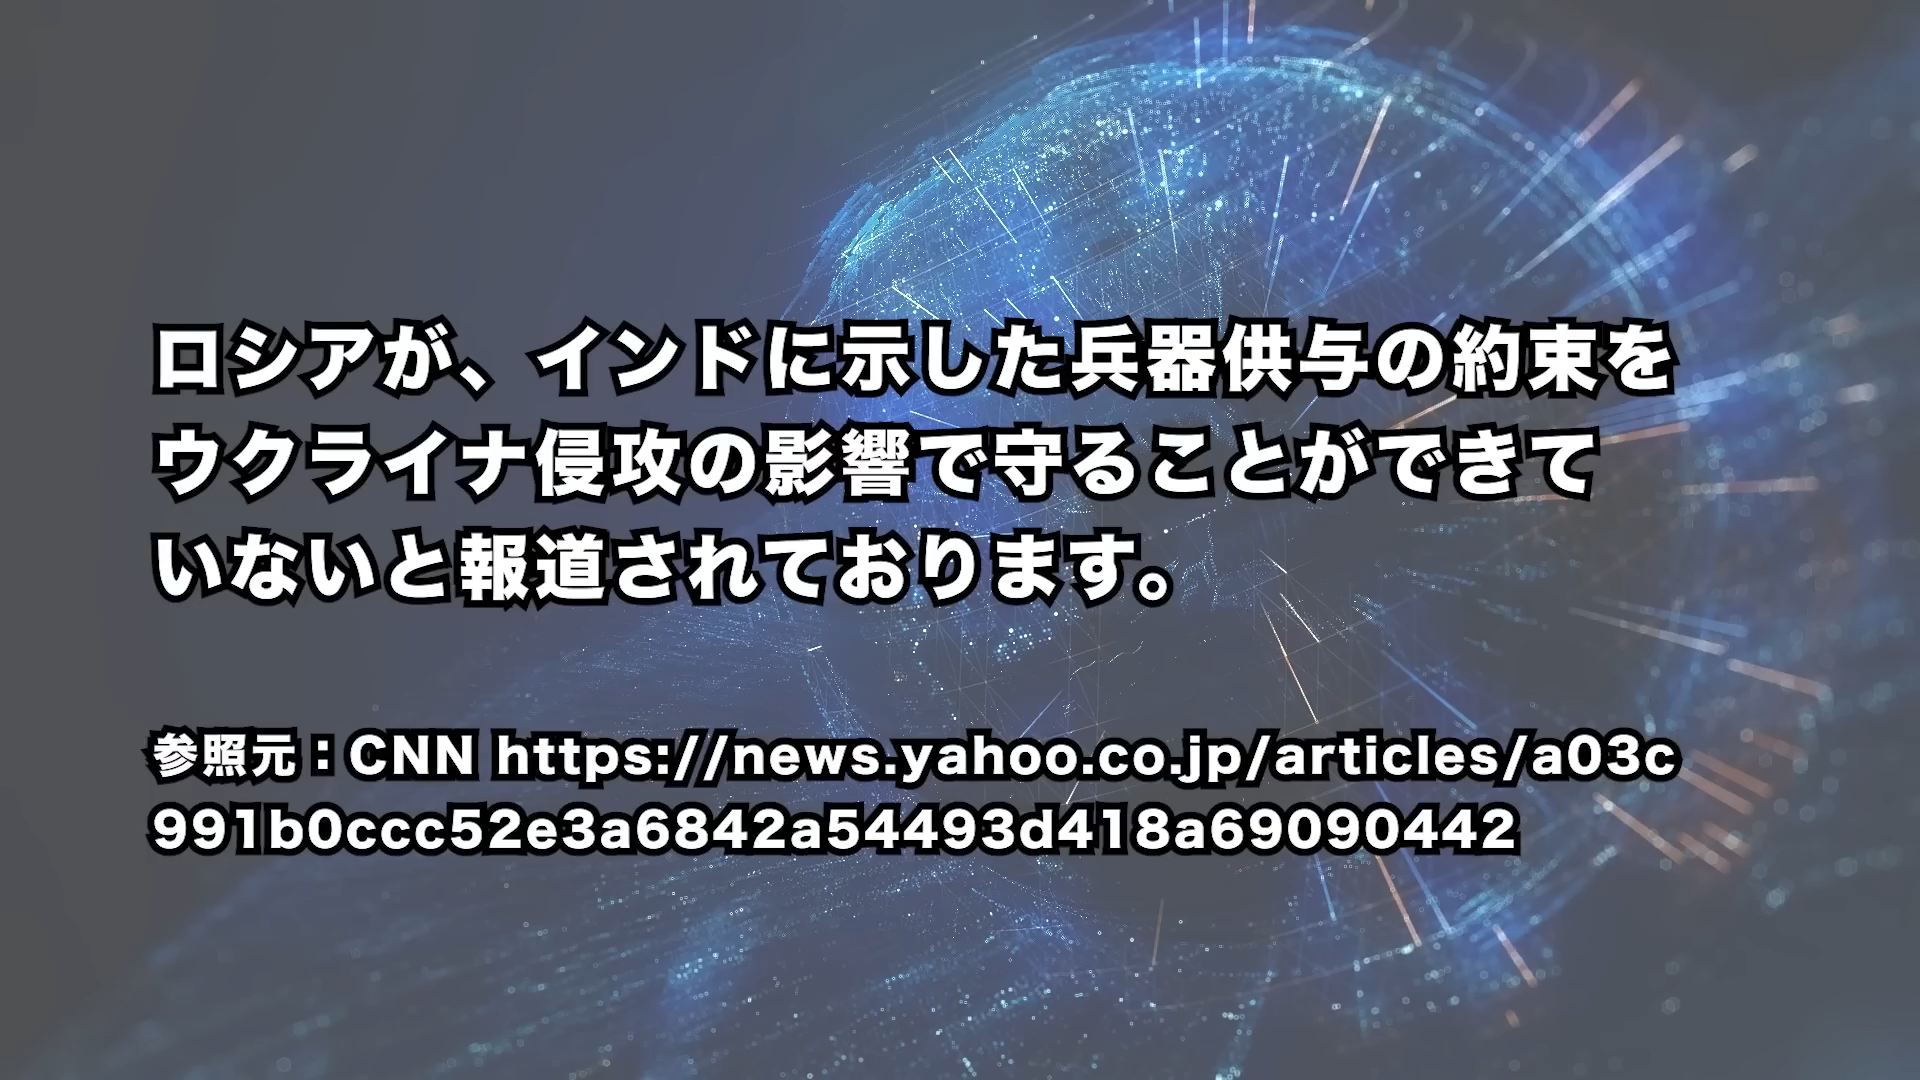 ロシアが、インドに示した兵器供与の約束を
ウクライナ侵攻の影響で守ることができて
いないと報道されております。
参照元：CNN https://news.yahoo.co.jp/articles/a03c
991b0ccc52e3a6842a54493d418a69090442